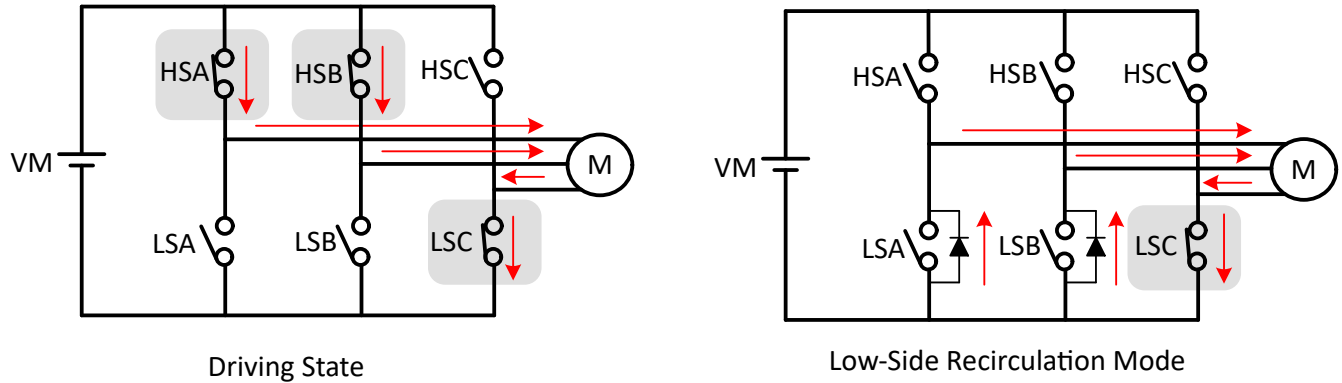 HSA HSB HSC
VM M
LSA LSB LSC
Driving State
HSA HSB HSC
VM M
LSA LSB LSC
Low-Side Recirculation Mode